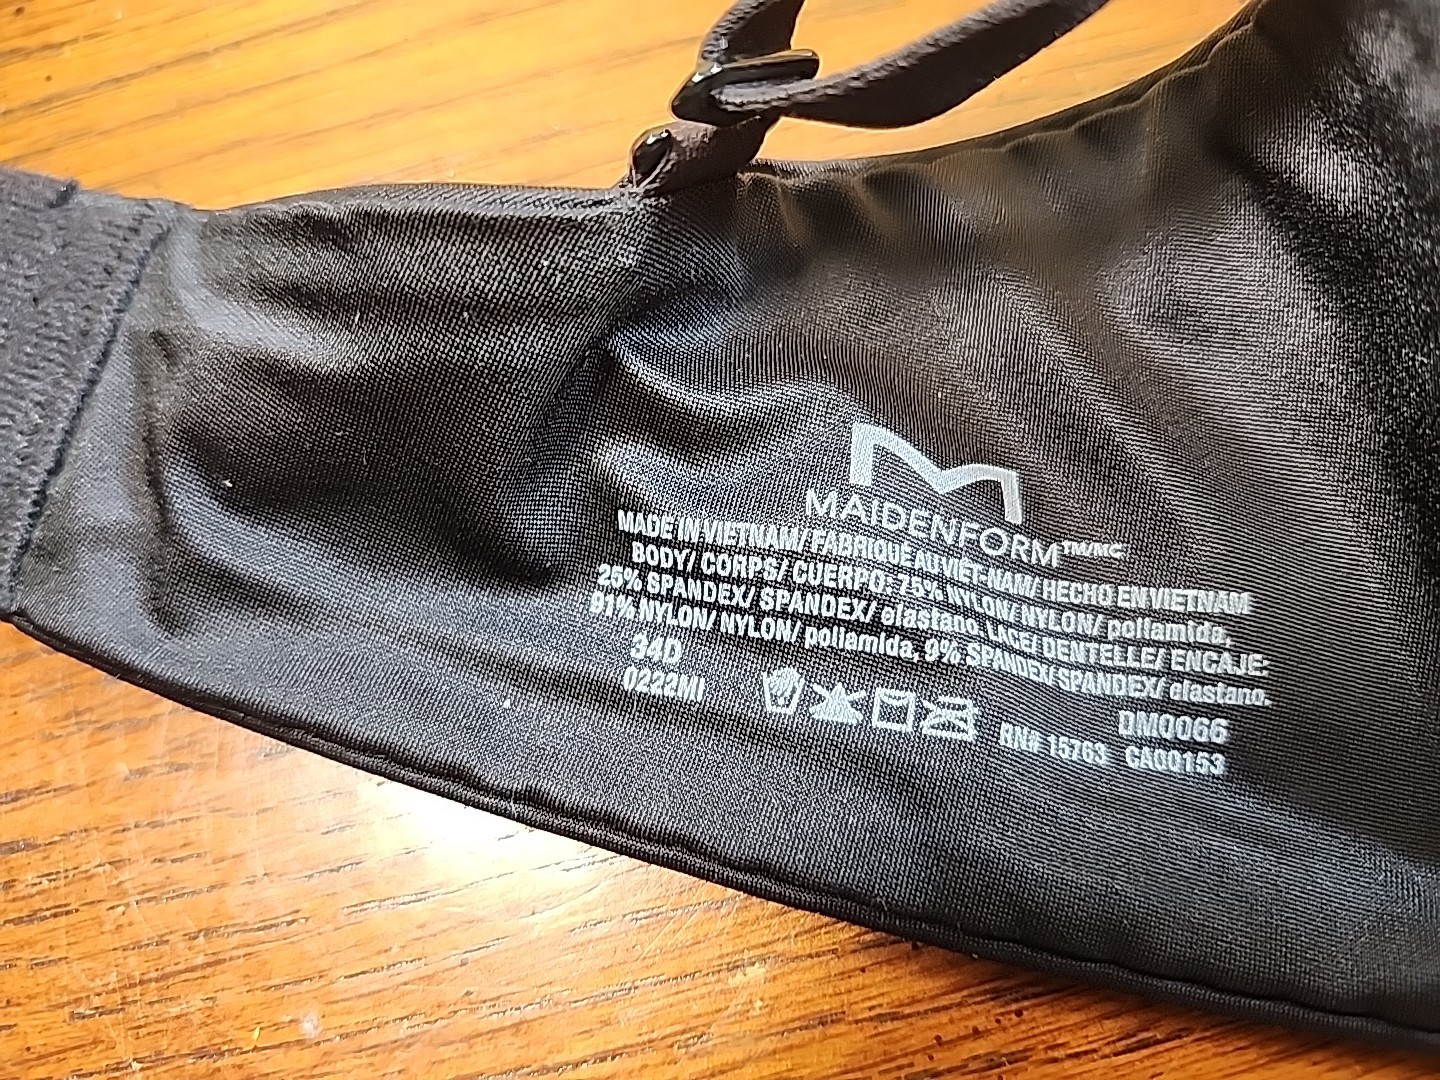 MAIDENFORM™/MC
MADE IN VIETNAM/ FABRIQUÉ AU VIÊT-NAM/ HECHO EN VIETNAM
BODY/ CORPS/ CUERPO: 75% NYLON/ NYLON/ poliamida,
25% SPANDEX/ SPANDEX/ elastano. LACE/ DENTELLE/ ENCAJE:
91% NYLON/ NYLON/ poliamida, 9% SPANDEX/ SPANDEX/ elastano.
34D
0222MI
DM0066
RN# 15763 CA00153